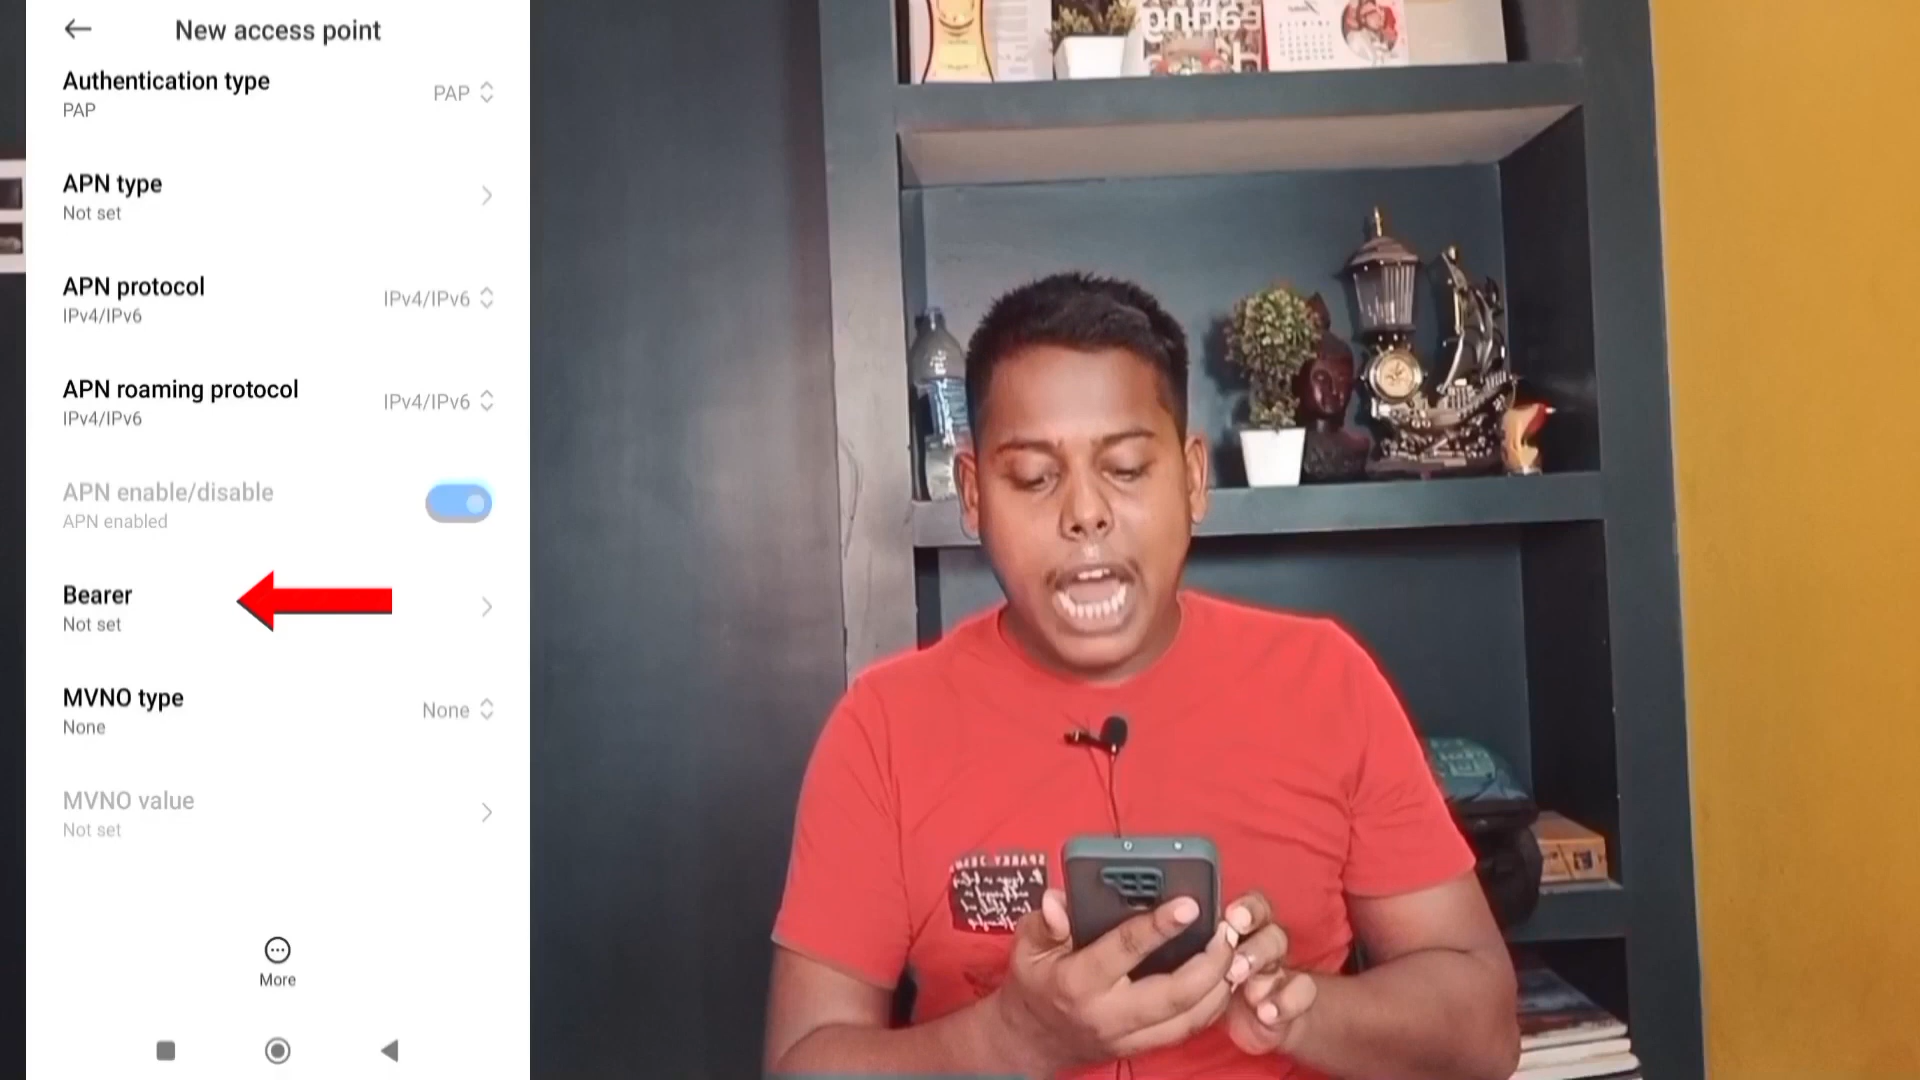 New access point
Authentication type
PAP
PAP
APN type
Not set
APN protocol
IPv4/IPv6
IPv4/IPv6
APN roaming protocol
IPv4/IPv6
IPv4/IPv6
APN enable/disable
APN enabled
Bearer
Not set
MVNO type
None
None
MVNO value
Not set
More